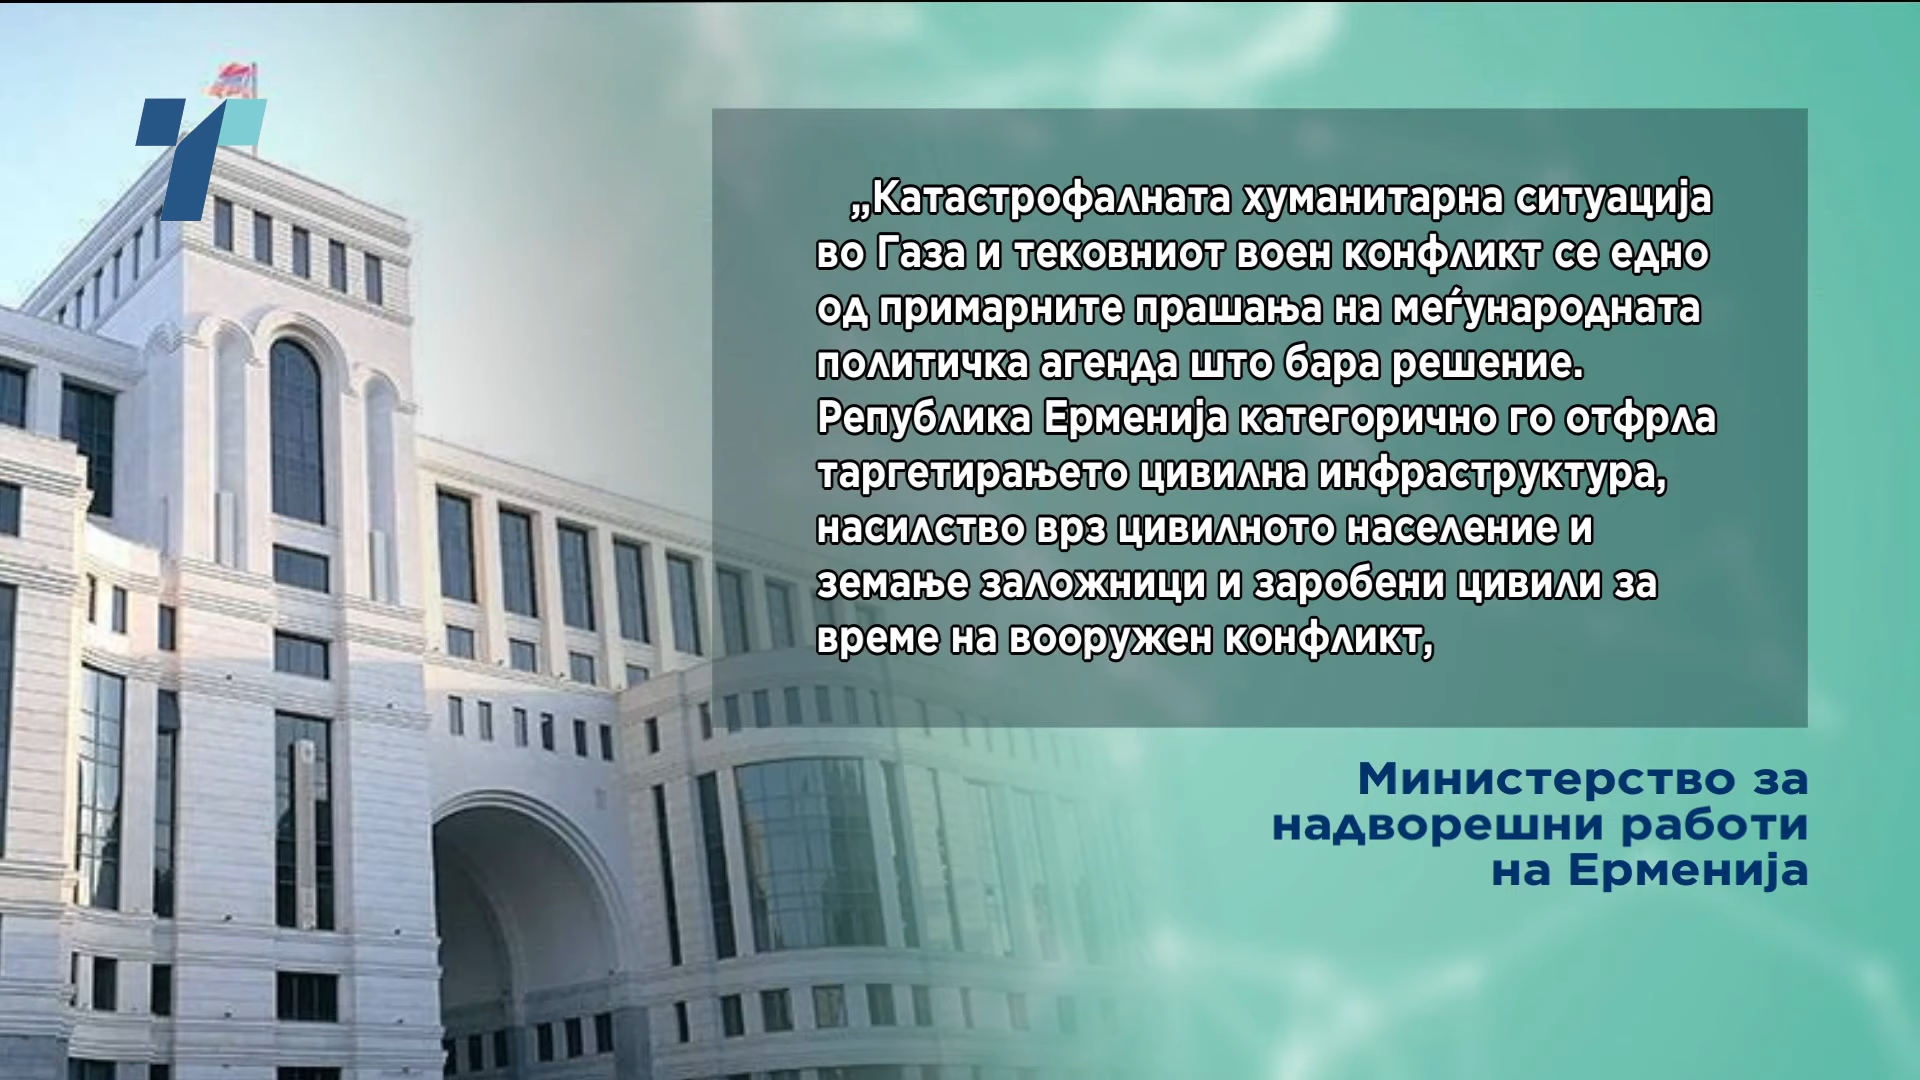 „Катастрофалната хуманитарна ситуација
во Газа и тековниот воен конфликт се едно
од примарните прашања на меѓународната
политичка агенда што бара решение.
Република Ерменија категорично го отфрла
таргетирањето цивилна инфраструктура,
насилство врз цивилното население и
земање заложници и заробени цивили за
време на вооружен конфликт,
Министерство за
надворешни работи
на Ерменија